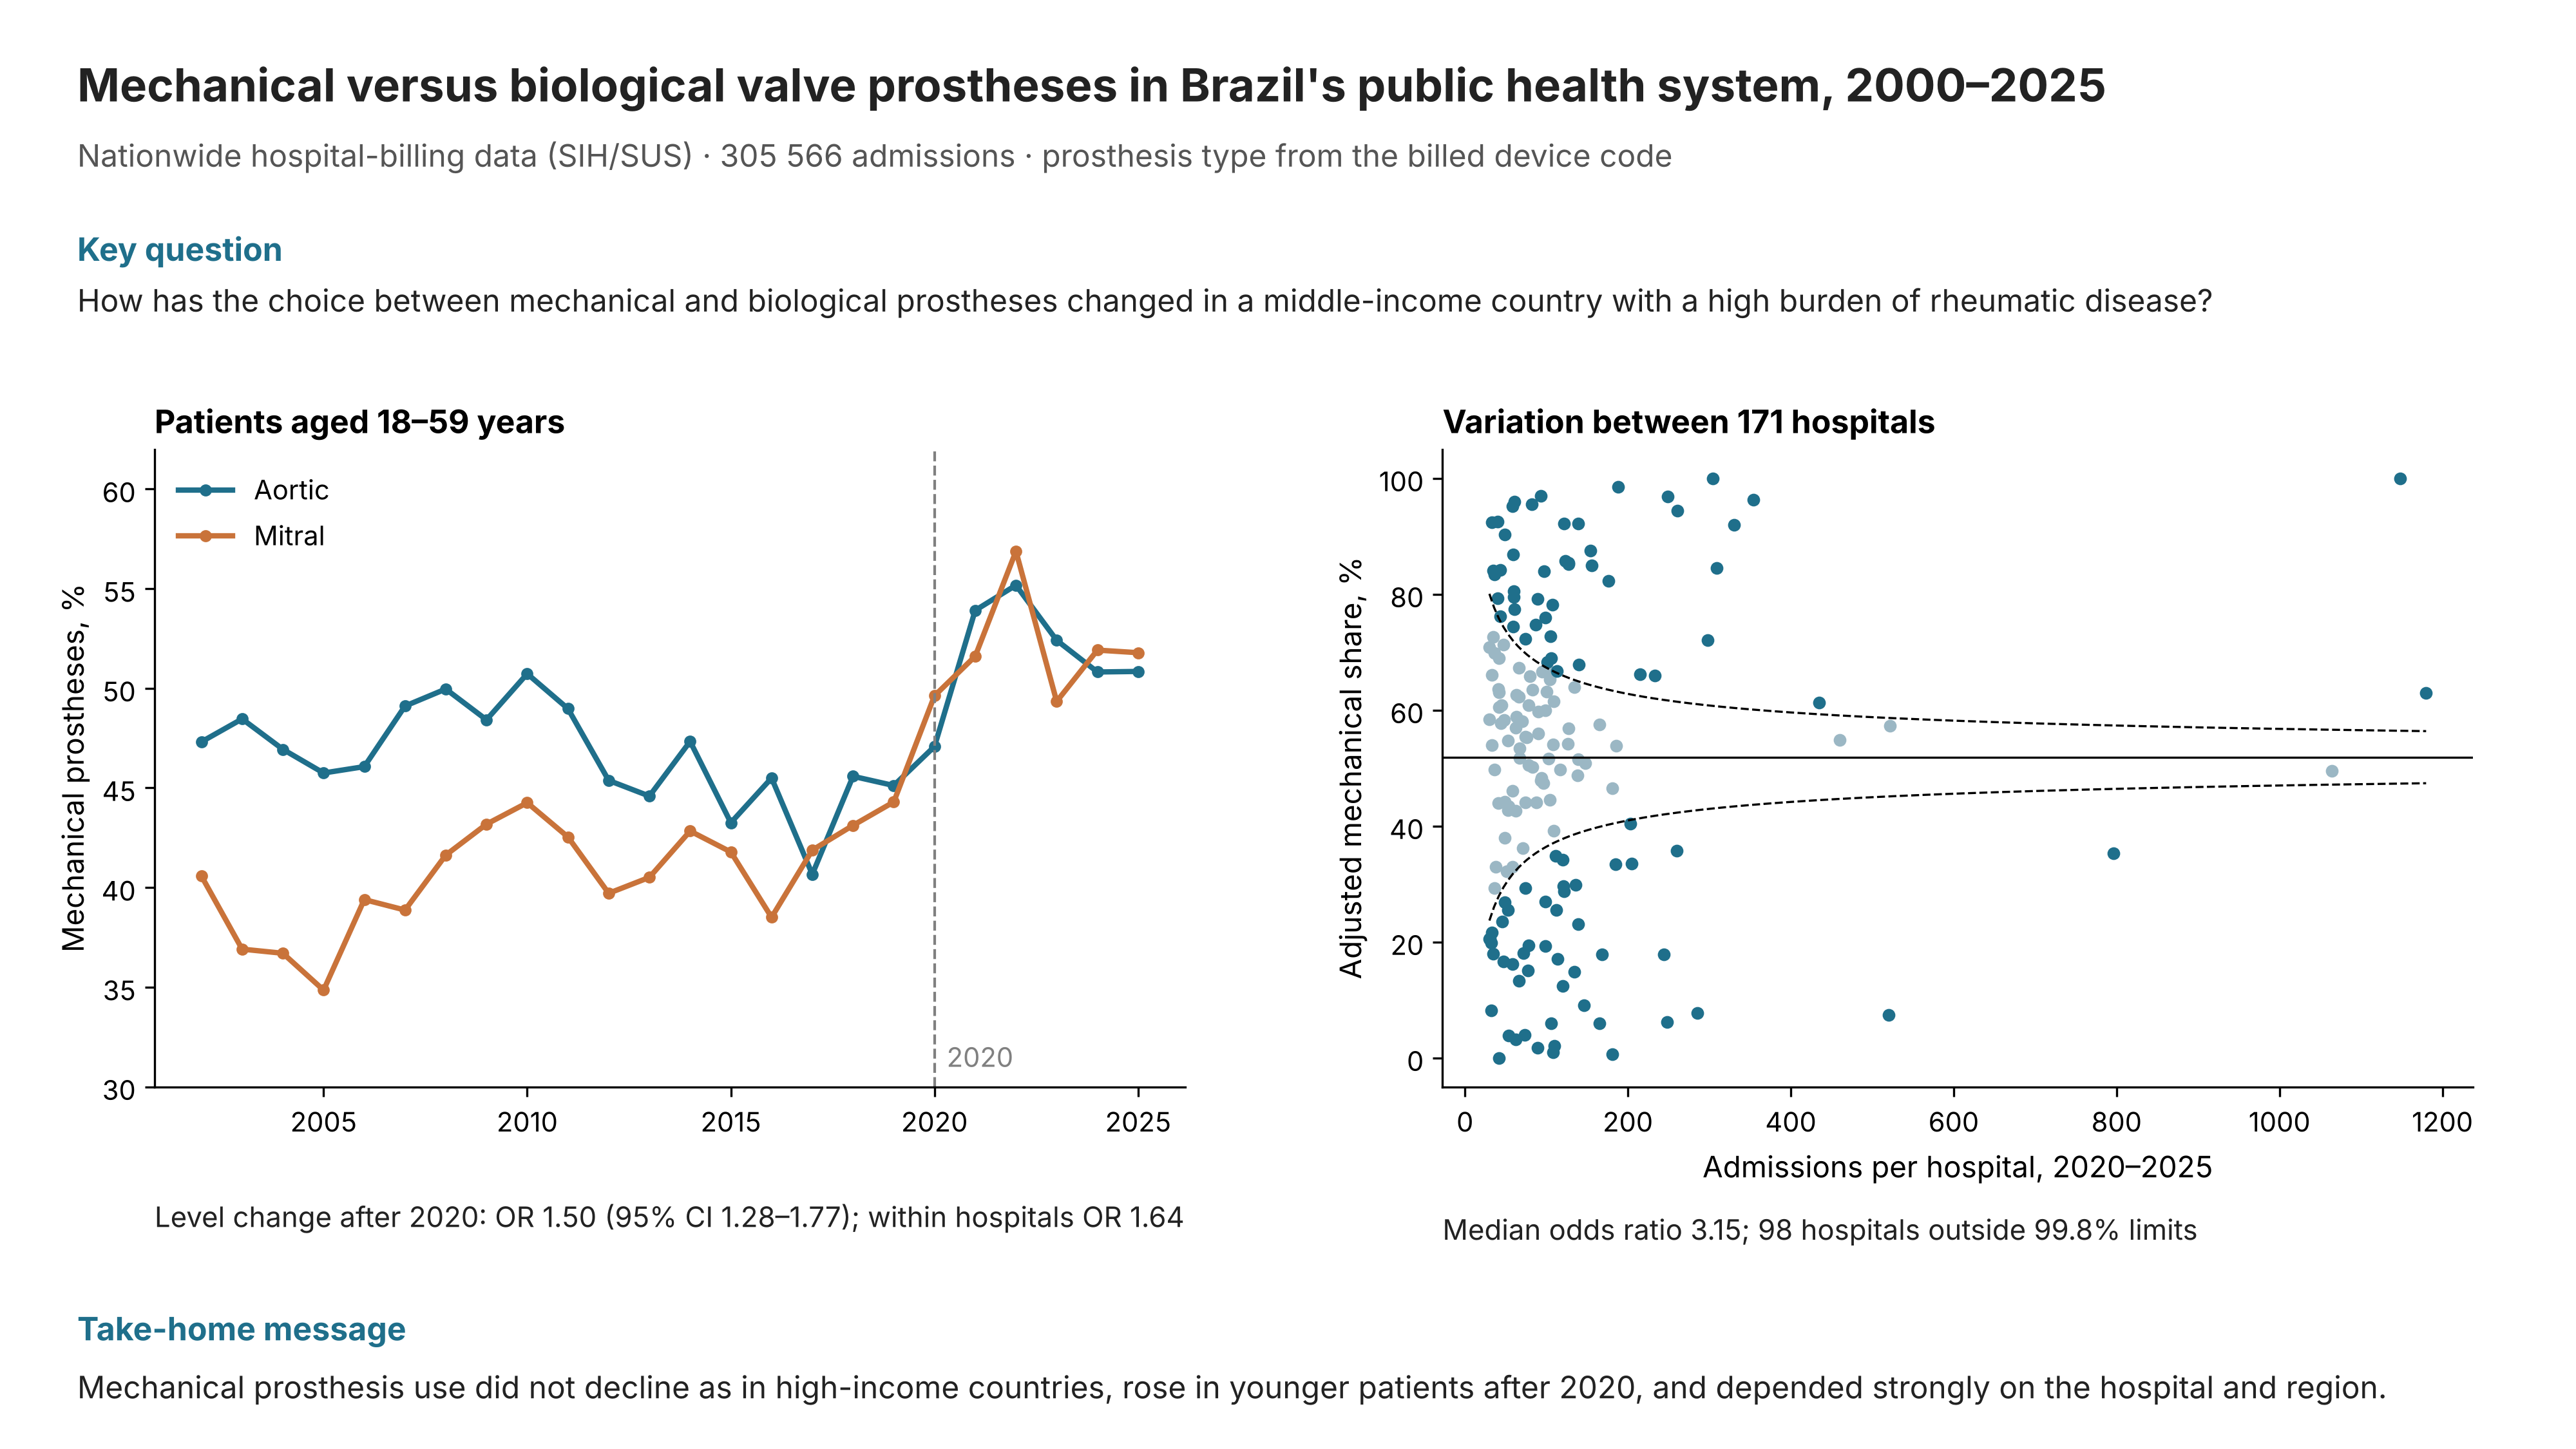 Mechanical versus biological valve prostheses in Brazil's public health system, 2000–2025
Nationwide hospital-billing data (SIH/SUS) · 305 566 admissions · prosthesis type from the billed device code
Key question
How has the choice between mechanical and biological prostheses changed in a middle-income country with a high burden of rheumatic disease?
Patients aged 18–59 years
Mechanical prostheses, %
60
55
50
45
40
35
30
Aortic
Mitral
2020
2005
2010
2015
2020
2025
Level change after 2020: OR 1.50 (95% CI 1.28–1.77); within hospitals OR 1.64
Variation between 171 hospitals
Adjusted mechanical share, %
100
80
60
40
20
0
0
200
400
600
800
1000
1200
Admissions per hospital, 2020–2025
Median odds ratio 3.15; 98 hospitals outside 99.8% limits
Take-home message
Mechanical prosthesis use did not decline as in high-income countries, rose in younger patients after 2020, and depended strongly on the hospital and region.